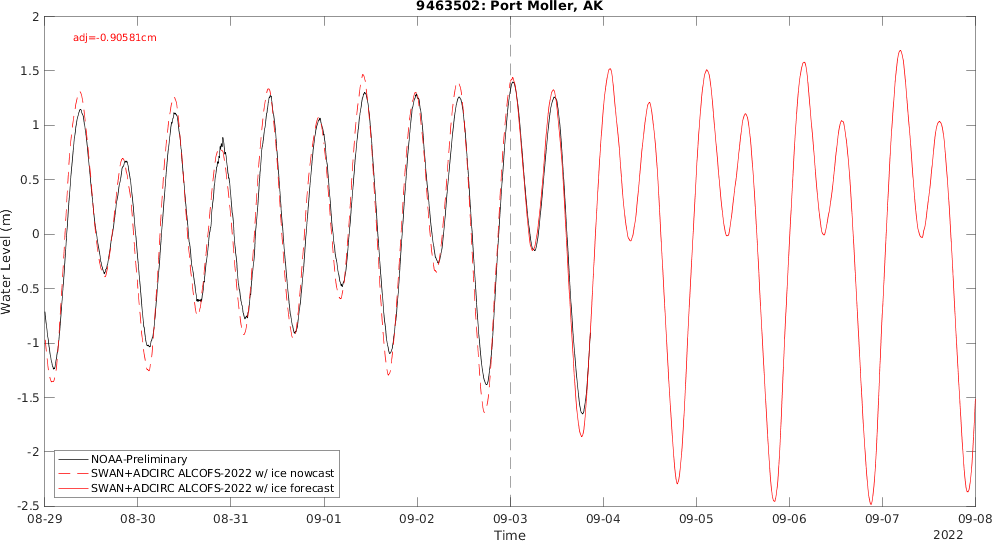 9463502: Port Moller, AK
adj=-0.90581cm
2
1.5
1
0.5
0
-0.5
-1
-1.5
-2
-2.5
Water Level (m)
NOAA-Preliminary
SWAN+ADCIRC ALCOFS-2022 w/ ice nowcast
SWAN+ADCIRC ALCOFS-2022 w/ ice forecast
08-29 08-30 08-31 09-01 09-02 09-03 09-04 09-05 09-06 09-07 09-08
Time
2022